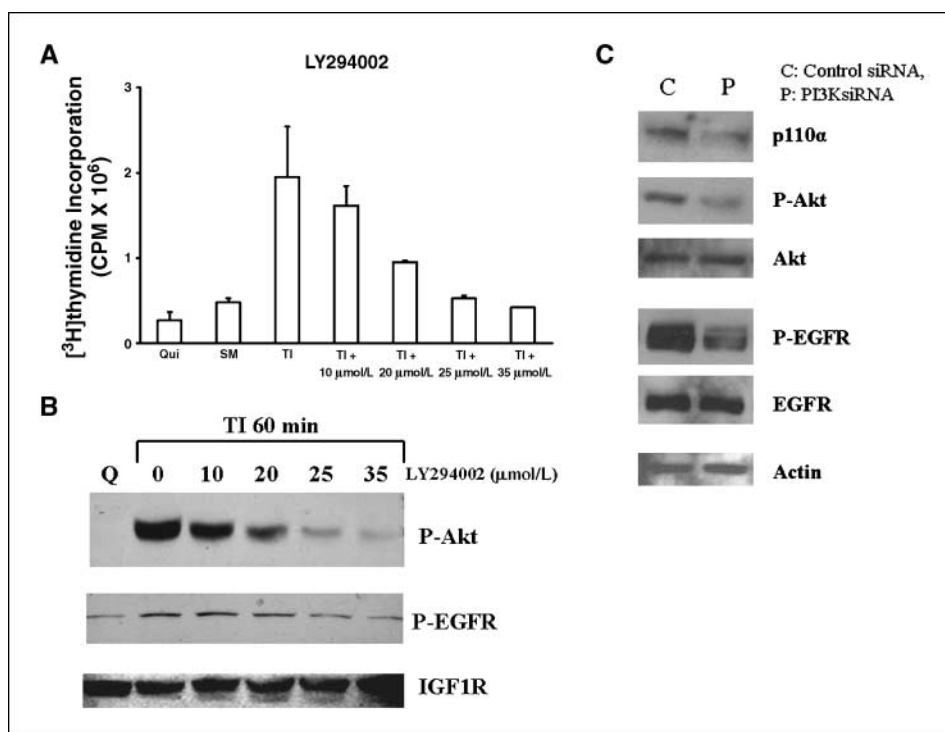 A
LY294002
[³H]thymidine Incorporation
(CPM X 10⁶)
3
2
1
0
Qui SM TI TI + TI + TI + TI +
10 μmol/L 20 μmol/L 25 μmol/L 35 μmol/L
B
TI 60 min
Q 0 10 20 25 35 LY294002 (μmol/L)
P-Akt
P-EGFR
IGF1R
C
C P
C: Control siRNA,
P: PI3KsiRNA
p110α
P-Akt
Akt
P-EGFR
EGFR
Actin